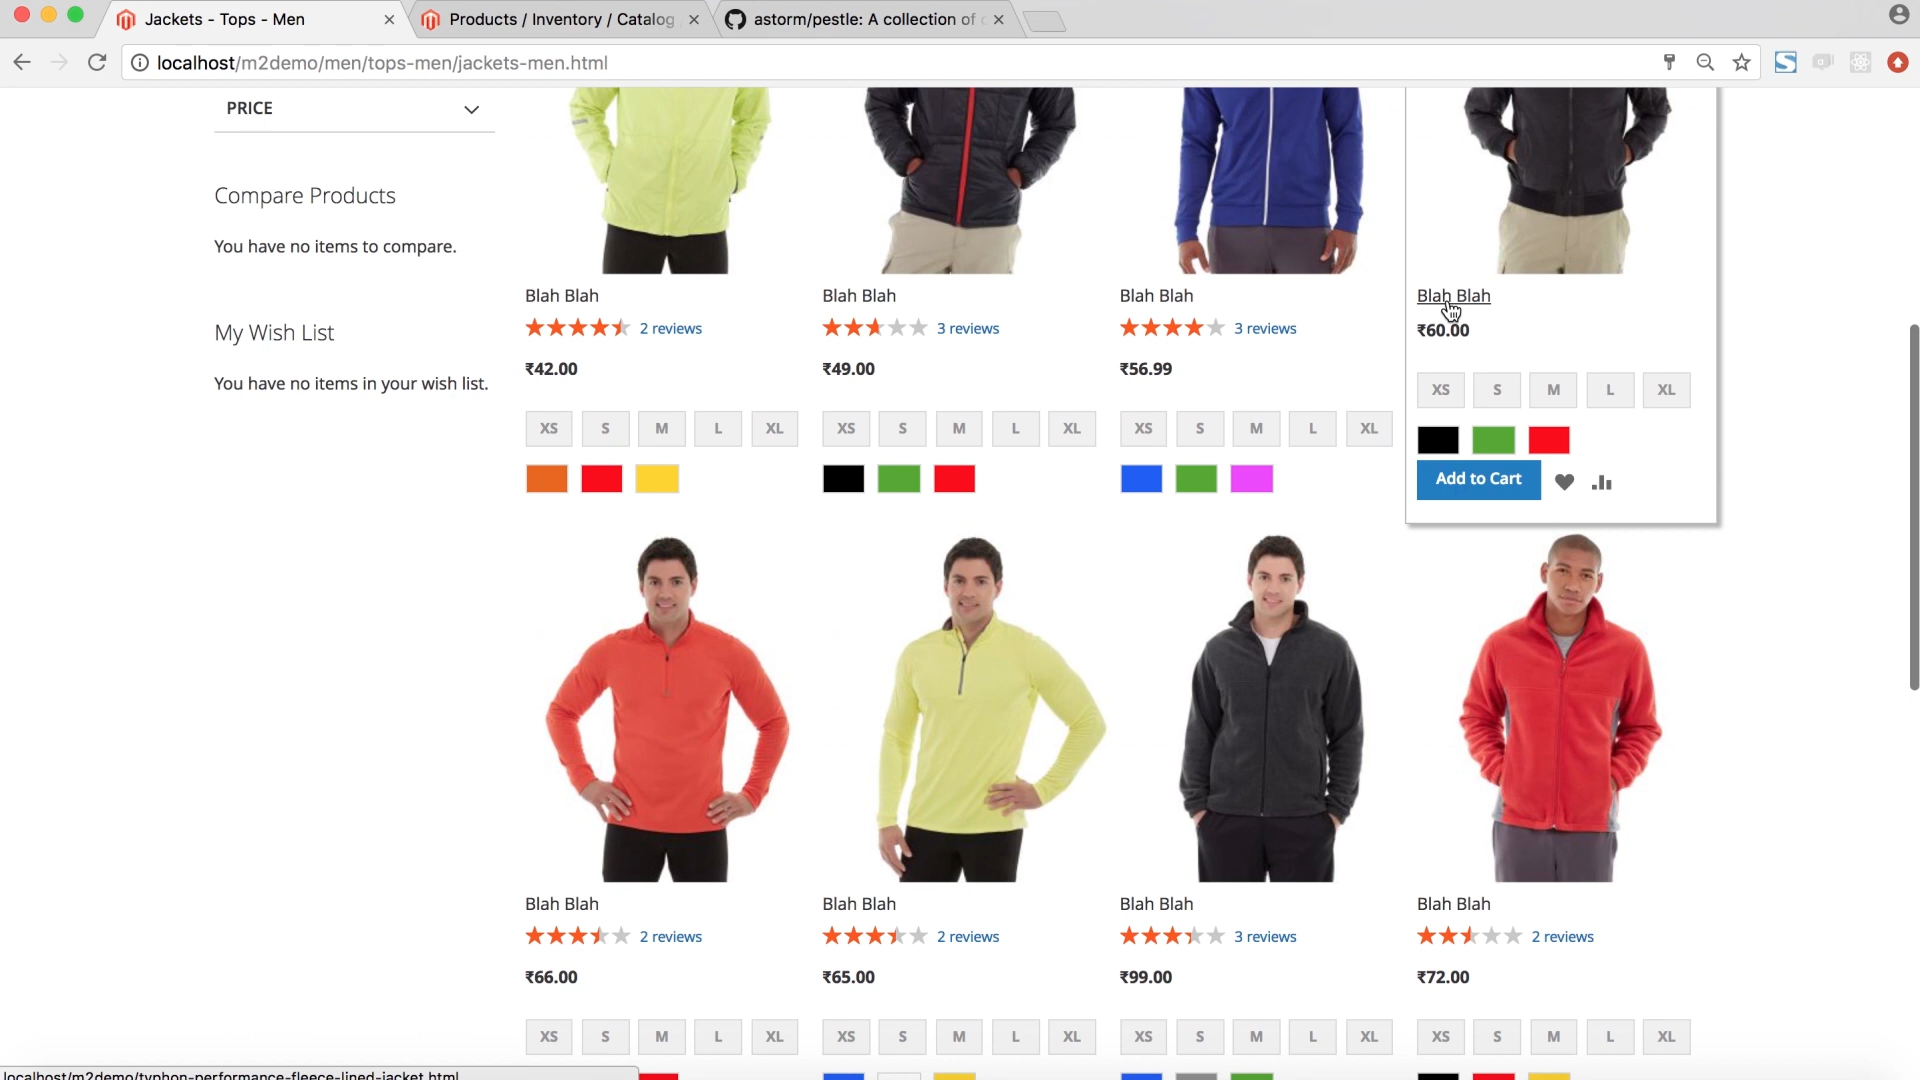 Jackets - Tops - Men
Products / Inventory / Catalog
astorm/pestle: A collection of
localhost/m2demo/men/tops-men/jackets-men.html
PRICE
Compare Products
You have no items to compare.
My Wish List
You have no items in your wish list.
Blah Blah
2 reviews
₹42.00
XS S M L XL
Blah Blah
3 reviews
₹49.00
XS S M L XL
Blah Blah
3 reviews
₹56.99
XS S M L XL
Blah Blah
₹60.00
XS S M L XL
Add to Cart
Blah Blah
2 reviews
₹66.00
XS S M L XL
Blah Blah
2 reviews
₹65.00
XS S M L XL
Blah Blah
3 reviews
₹99.00
XS S M L XL
Blah Blah
2 reviews
₹72.00
XS S M L XL
localhost/m2demo/typhon-performance-fleece-lined-jacket.html